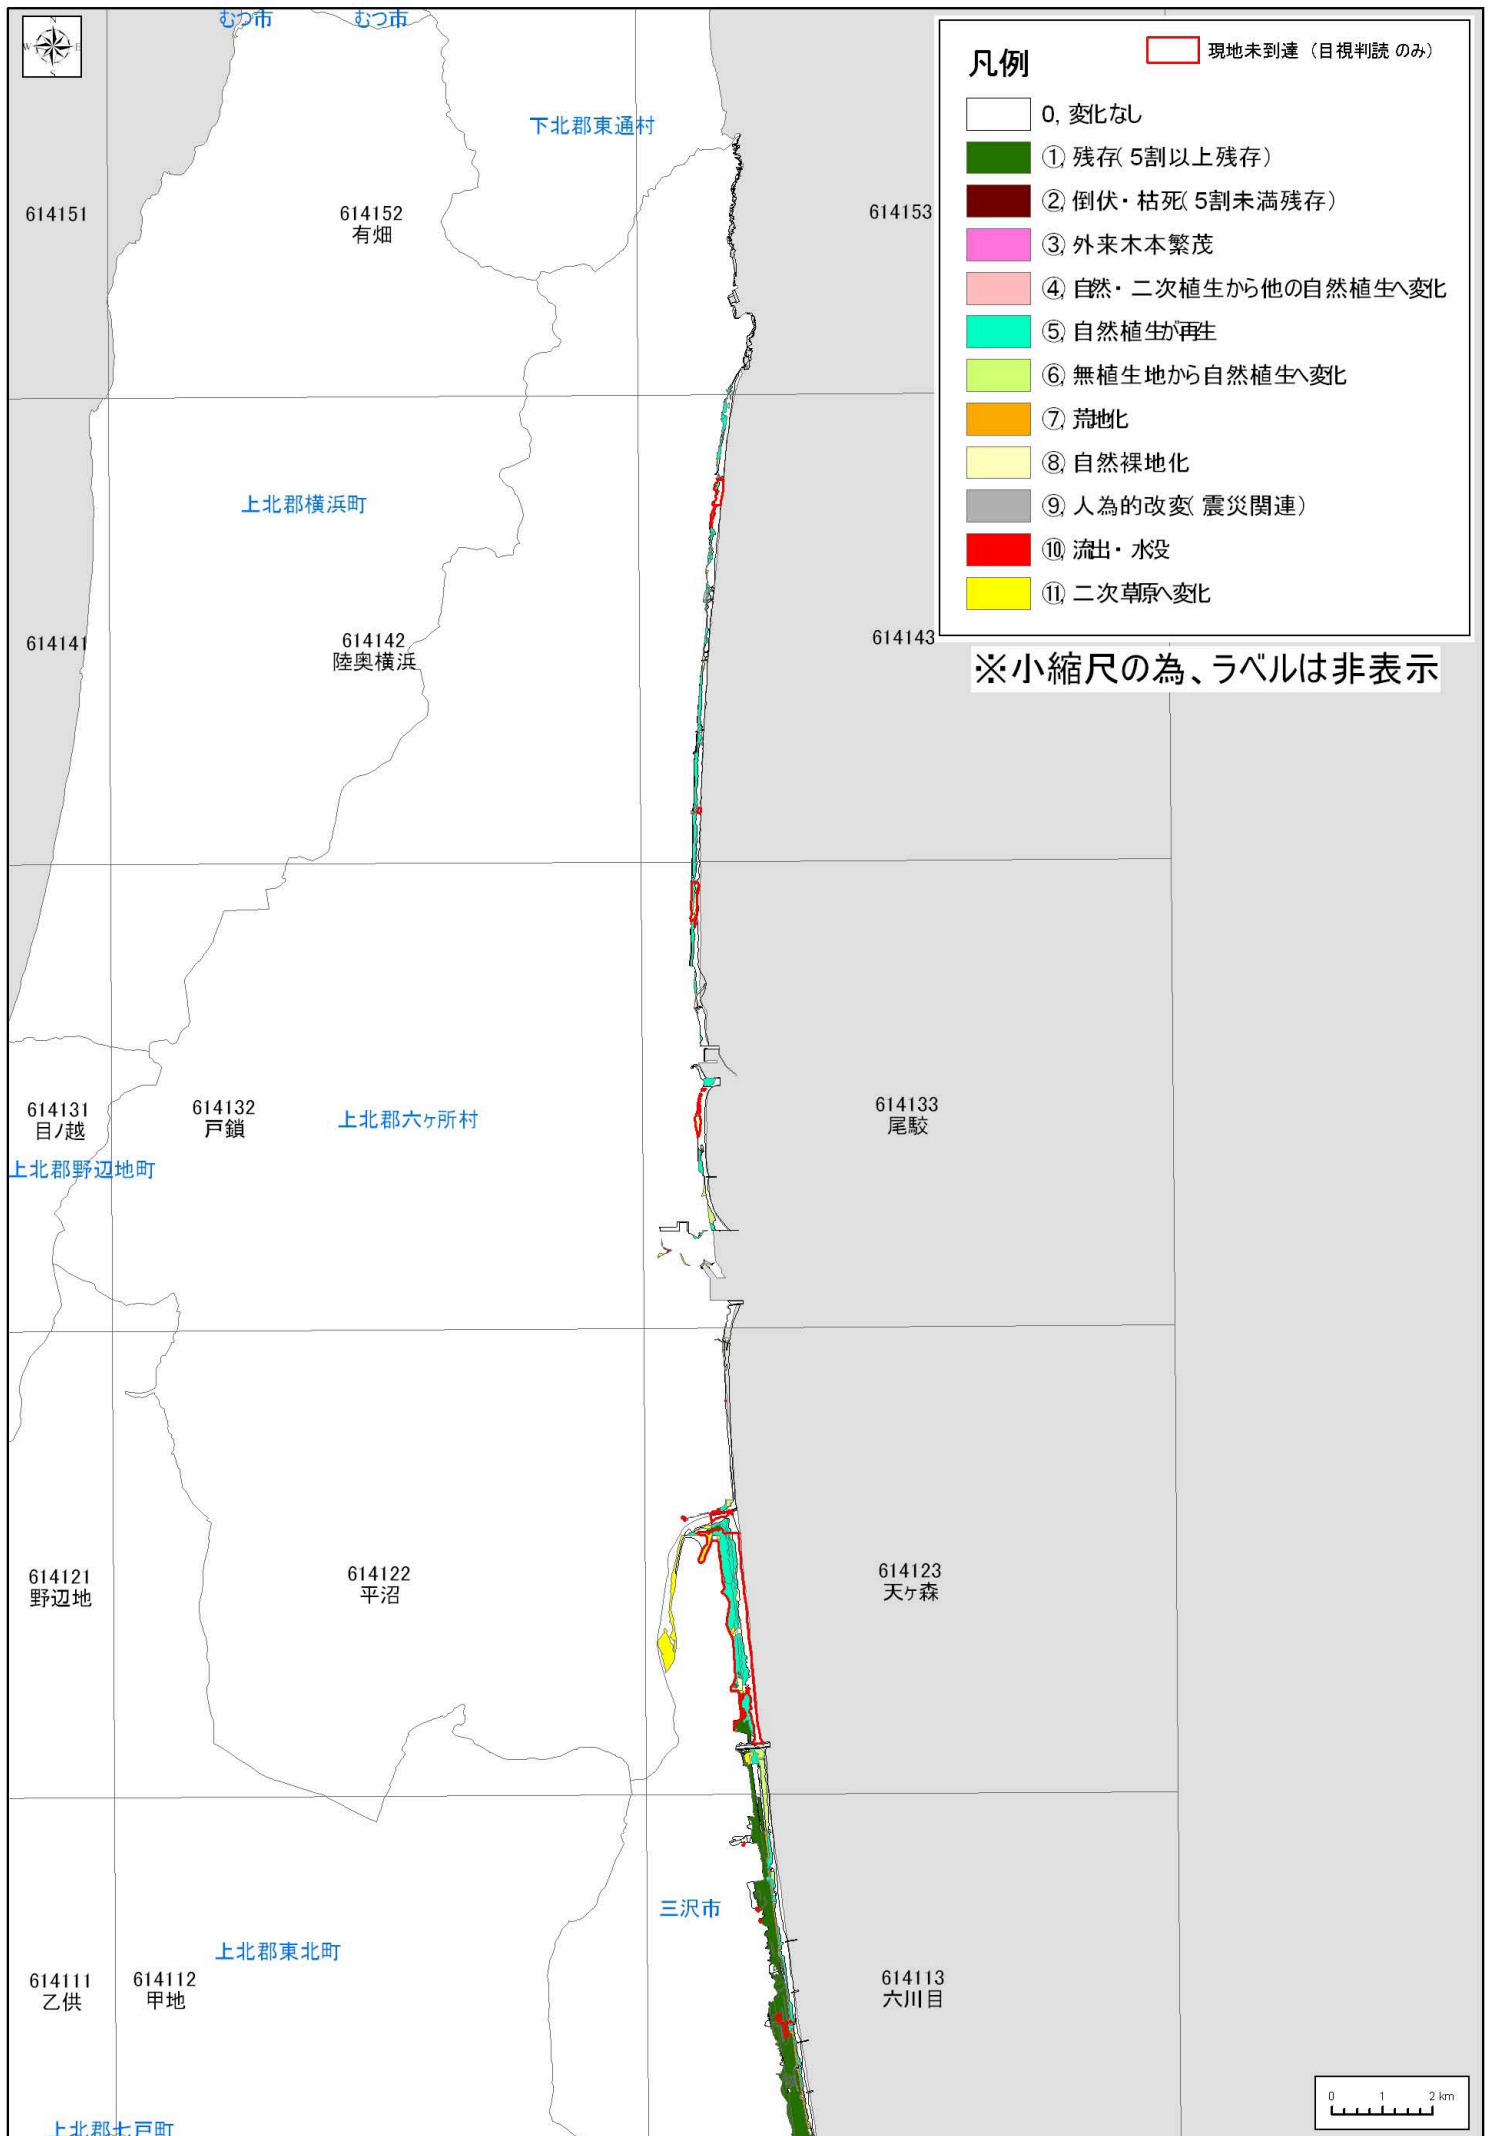 むつ市
むつ市
N
W
E
S
凡例
現地未到達（目視判読 のみ）
0, 変化なし
①, 残存( 5割以上残存)
②, 倒伏・枯死( 5割未満残存)
③, 外来木本繁茂
④, 自然・二次植生から他の自然植生へ変化
⑤, 自然植生が再生
⑥, 無植生地から自然植生へ変化
⑦, 荒地化
⑧, 自然裸地化
⑨, 人為的改変( 震災関連)
⑩, 流出・水没
⑪, 二次草原へ変化
※小縮尺の為、ラベルは非表示
下北郡東通村
614151
614152
有畑
614153
上北郡横浜町
614141
614142
陸奥横浜
614143
614131
目ノ越
614132
戸鎖
上北郡六ヶ所村
614133
尾駮
上北郡野辺地町
614121
野辺地
614122
平沼
614123
天ヶ森
三沢市
上北郡東北町
614111
乙供
614112
甲地
614113
六川目
上北郡七戸町
0 1 2 km